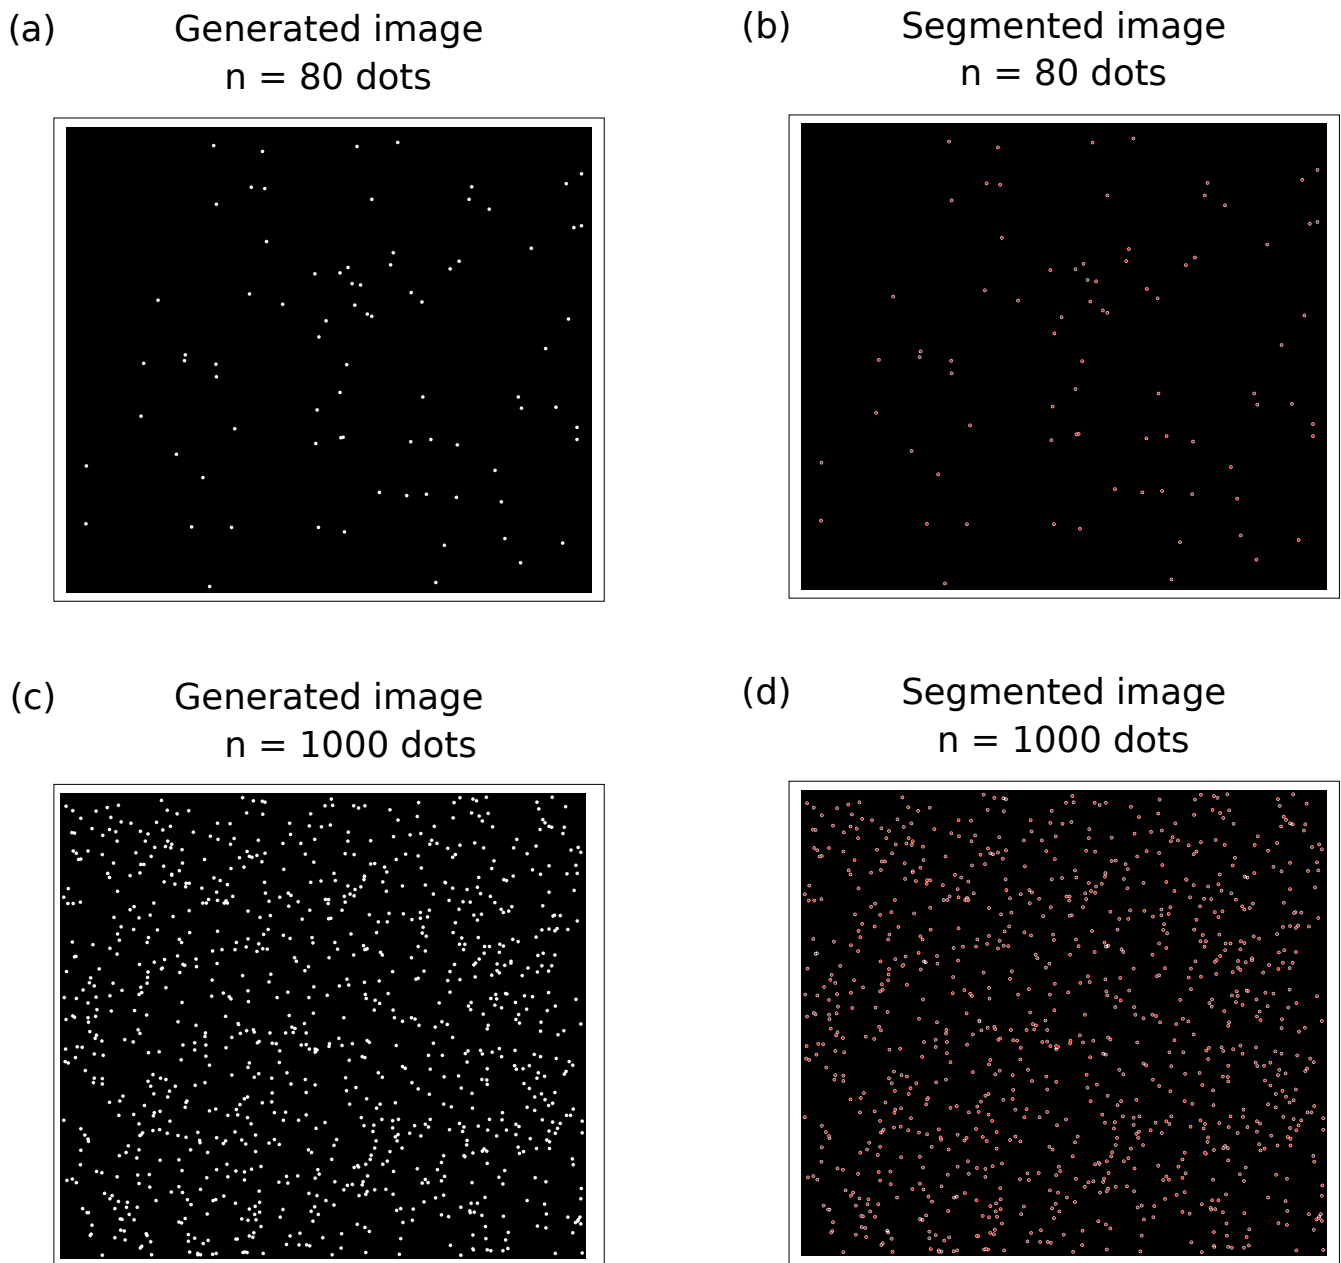 (a) Generated image
n = 80 dots
(b) Segmented image
n = 80 dots
(c) Generated image
n = 1000 dots
(d) Segmented image
n = 1000 dots